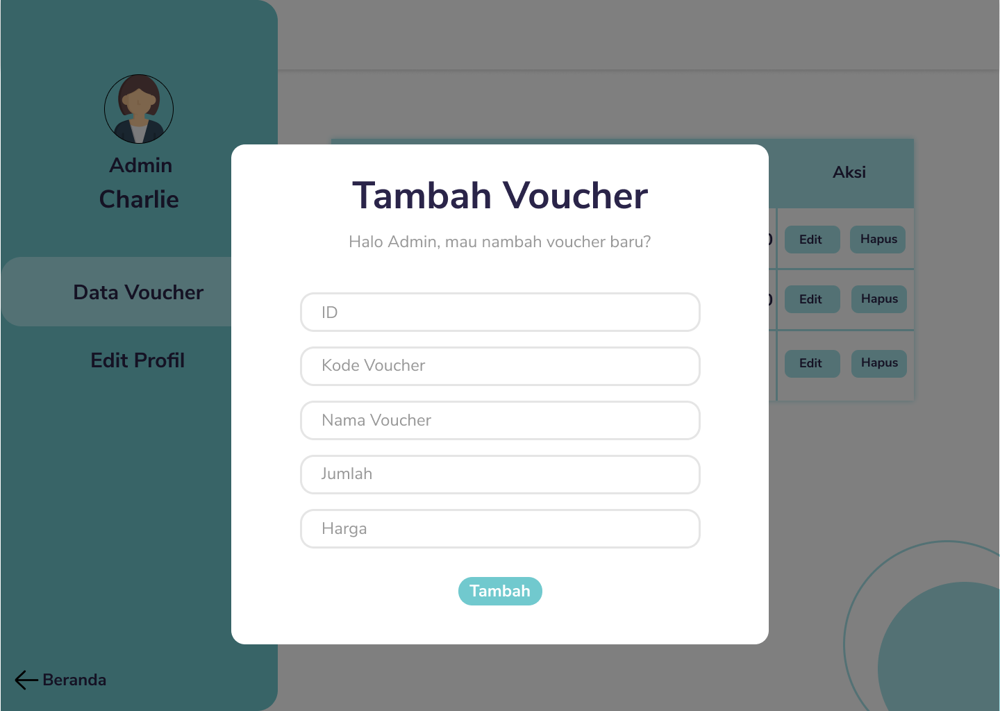 Admin
Charlie
Data Voucher
Edit Profil
Beranda
Tambah Voucher
Halo Admin, mau nambah voucher baru?
ID
Kode Voucher
Nama Voucher
Jumlah
Harga
Tambah
Aksi
Edit Hapus
Edit Hapus
Edit Hapus